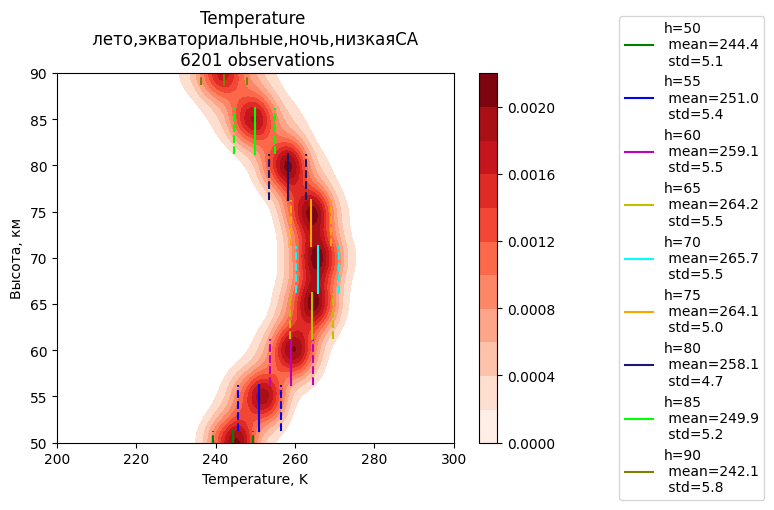 Temperature
лето,экваториальные,ночь,низкаяСА
6201 observations
Высота, км
90
85
80
75
70
65
60
55
50
200
220
240
260
280
300
Temperature, K
0.0020
0.0016
0.0012
0.0008
0.0004
0.0000
h=50
mean=244.4
std=5.1
h=55
mean=251.0
std=5.4
h=60
mean=259.1
std=5.5
h=65
mean=264.2
std=5.5
h=70
mean=265.7
std=5.5
h=75
mean=264.1
std=5.0
h=80
mean=258.1
std=4.7
h=85
mean=249.9
std=5.2
h=90
mean=242.1
std=5.8